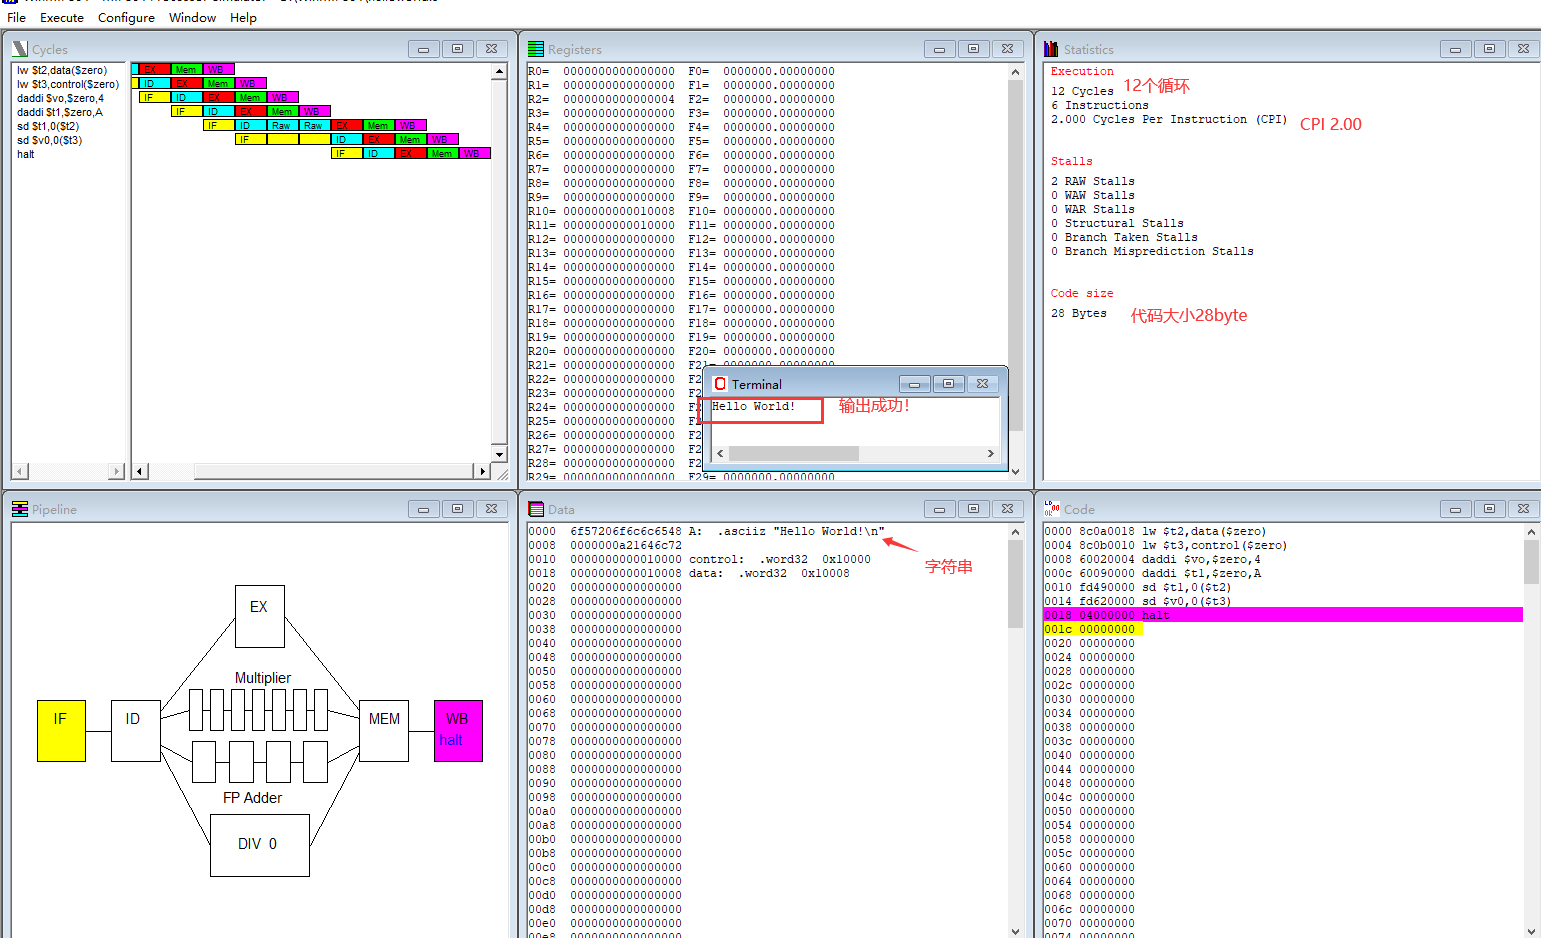 File Execute Configure Window Help
Cycles
lw $t2,data($zero)
lw $t3,control($zero)
daddi $vo,$zero,4
daddi $t1,$zero,A
sd $t1,0($t2)
sd $v0,0($t3)
halt
EX Mem WB
ID EX Mem WB
IF ID EX Mem WB
IF ID EX Mem WB
IF ID Raw Raw EX Mem WB
IF ID EX Mem WB
IF ID EX Mem WB
Registers
R0= 0000000000000000 F0= 0000000.00000000
R1= 0000000000000000 F1= 0000000.00000000
R2= 0000000000000004 F2= 0000000.00000000
R3= 0000000000000000 F3= 0000000.00000000
R4= 0000000000000000 F4= 0000000.00000000
R5= 0000000000000000 F5= 0000000.00000000
R6= 0000000000000000 F6= 0000000.00000000
R7= 0000000000000000 F7= 0000000.00000000
R8= 0000000000000000 F8= 0000000.00000000
R9= 0000000000000000 F9= 0000000.00000000
R10= 0000000000010008 F10= 0000000.00000000
R11= 0000000000010000 F11= 0000000.00000000
R12= 0000000000000000 F12= 0000000.00000000
R13= 0000000000000000 F13= 0000000.00000000
R14= 0000000000000000 F14= 0000000.00000000
R15= 0000000000000000 F15= 0000000.00000000
R16= 0000000000000000 F16= 0000000.00000000
R17= 0000000000000000 F17= 0000000.00000000
R18= 0000000000000000 F18= 0000000.00000000
R19= 0000000000000000 F19= 0000000.00000000
R20= 0000000000000000 F20= 0000000.00000000
R21= 0000000000000000 F21= 0000000.00000000
R22= 0000000000000000 F2
R23= 0000000000000000 F2
R24= 0000000000000000 F2
R25= 0000000000000000 F2
R26= 0000000000000000 F2
R27= 0000000000000000 F2
R28= 0000000000000000 F2
R29= 0000000000000000 F29= 0000000.00000000
Terminal
Hello World!
输出成功!
Statistics
Execution
12 Cycles
12个循环
6 Instructions
2.000 Cycles Per Instruction (CPI)
CPI 2.00
Stalls
2 RAW Stalls
0 WAW Stalls
0 WAR Stalls
0 Structural Stalls
0 Branch Taken Stalls
0 Branch Misprediction Stalls
Code size
28 Bytes
代码大小28byte
Pipeline
EX
Multiplier
IF
ID
MEM
WB
halt
FP Adder
DIV 0
Data
0000 6f57206f6c6c6548 A: .asciiz "Hello World!\n"
0008 0000000a21646c72
字符串
0010 0000000000010000 control: .word32 0x10000
0018 0000000000010008 data: .word32 0x10008
0020 0000000000000000
0028 0000000000000000
0030 0000000000000000
0038 0000000000000000
0040 0000000000000000
0048 0000000000000000
0050 0000000000000000
0058 0000000000000000
0060 0000000000000000
0068 0000000000000000
0070 0000000000000000
0078 0000000000000000
0080 0000000000000000
0088 0000000000000000
0090 0000000000000000
0098 0000000000000000
00a0 0000000000000000
00a8 0000000000000000
00b0 0000000000000000
00b8 0000000000000000
00c0 0000000000000000
00c8 0000000000000000
00d0 0000000000000000
00d8 0000000000000000
00e0 0000000000000000
00e8 0000000000000000
Code
0000 8c0a0018 lw $t2,data($zero)
0004 8c0b0010 lw $t3,control($zero)
0008 60020004 daddi $vo,$zero,4
000c 60090000 daddi $t1,$zero,A
0010 fd490000 sd $t1,0($t2)
0014 fd620000 sd $v0,0($t3)
0018 04000000 halt
001c 00000000
0020 00000000
0024 00000000
0028 00000000
002c 00000000
0030 00000000
0034 00000000
0038 00000000
003c 00000000
0040 00000000
0044 00000000
0048 00000000
004c 00000000
0050 00000000
0054 00000000
0058 00000000
005c 00000000
0060 00000000
0064 00000000
0068 00000000
006c 00000000
0070 00000000
0074 00000000